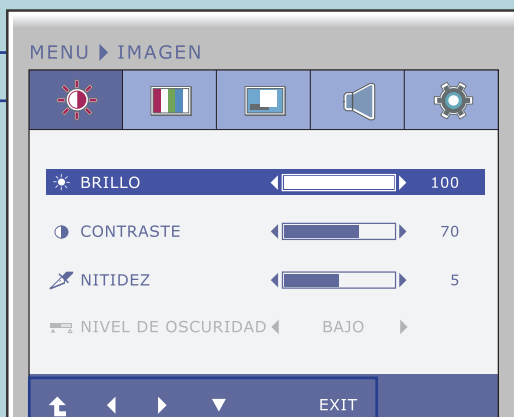 MENU IMAGEN
BRILLO 100
CONTRASTE 70
NITIDEZ 5
NIVEL DE OSCURIDAD BAJO
EXIT